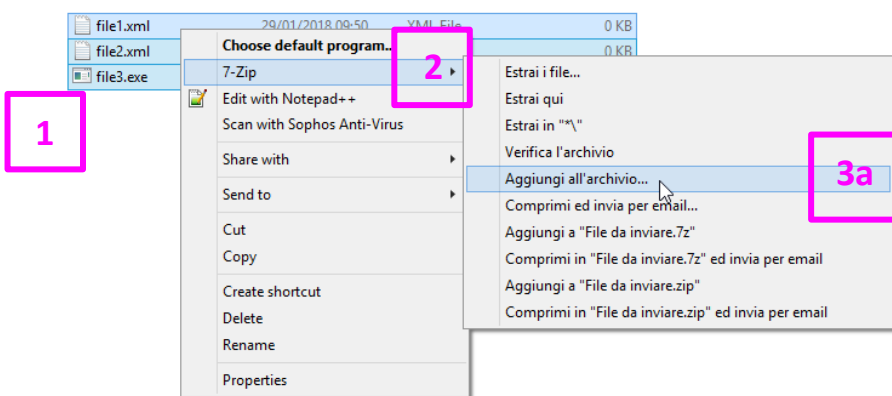 file1.xml 29/01/2018 09:50 XML File 0 KB
file2.xml 0 KB
file3.exe
1
2
3a
Choose default program...
7-Zip
Edit with Notepad++
Scan with Sophos Anti-Virus
Share with
Send to
Cut
Copy
Create shortcut
Delete
Rename
Properties
Estrai i file...
Estrai qui
Estrai in "*\"
Verifica l'archivio
Aggiungi all'archivio...
Comprimi ed invia per email...
Aggiungi a "File da inviare.7z"
Comprimi in "File da inviare.7z" ed invia per email
Aggiungi a "File da inviare.zip"
Comprimi in "File da inviare.zip" ed invia per email